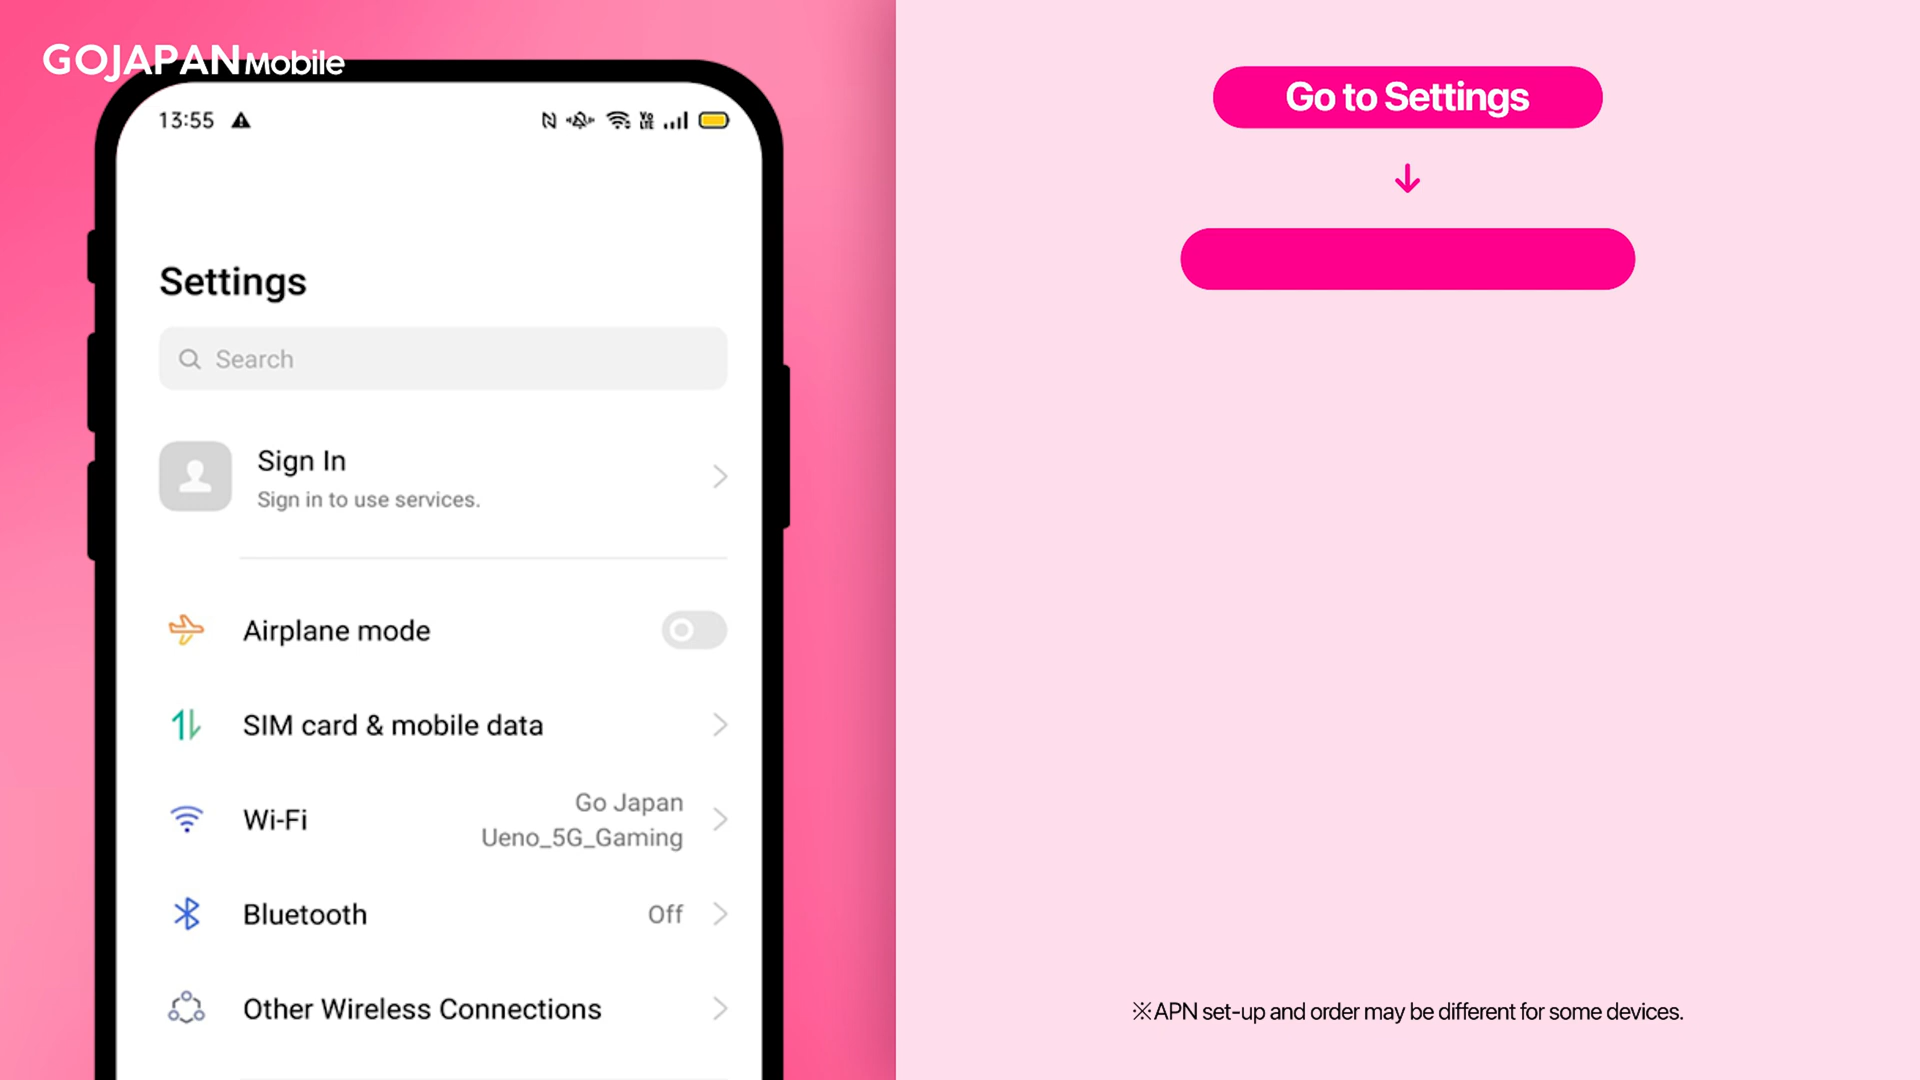 GOJAPAN Mobile
13:55
Vo
LTE
Settings
Search
Sign In
Sign in to use services.
Airplane mode
SIM card & mobile data
Wi-Fi
Go Japan
Ueno_5G_Gaming
Bluetooth
Off
Other Wireless Connections
Go to Settings
↓
※APN set-up and order may be different for some devices.